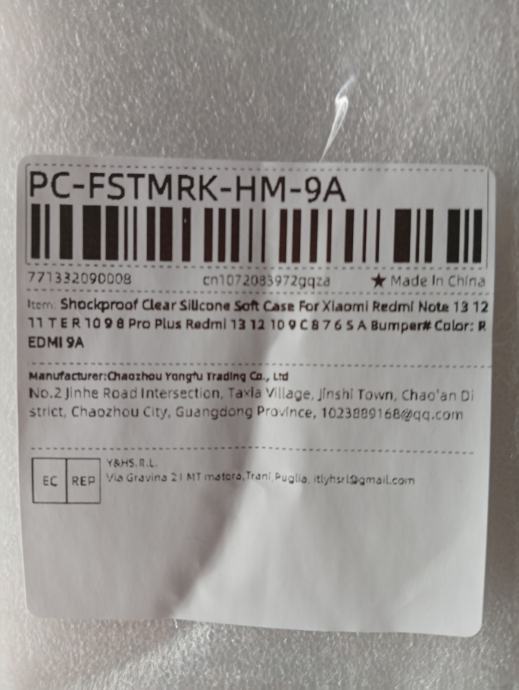 PC-FSTMRK-HM-9A
771332090008 cn1072083972gqza ★ Made In China
Item: Shockproof Clear Silicone Soft Case For Xiaomi Redmi Note 13 12
11 T E R 10 9 8 Pro Plus Redmi 13 12 10 9 C 8 7 6 5 A Bumper# Color: R
EDMI 9A
Manufacturer:Chaozhou Yongfu Trading Co., Ltd
No.2 Jinhe Road Intersection, Taxia Village, Jinshi Town, Chao'an Di
strict, Chaozhou City, Guangdong Province, 1023889168@qq.com
EC REP
Y&HS.R.L.
Via Gravina 21 MT matera,Trani,Puglia, itlyhsrl@gmail.com